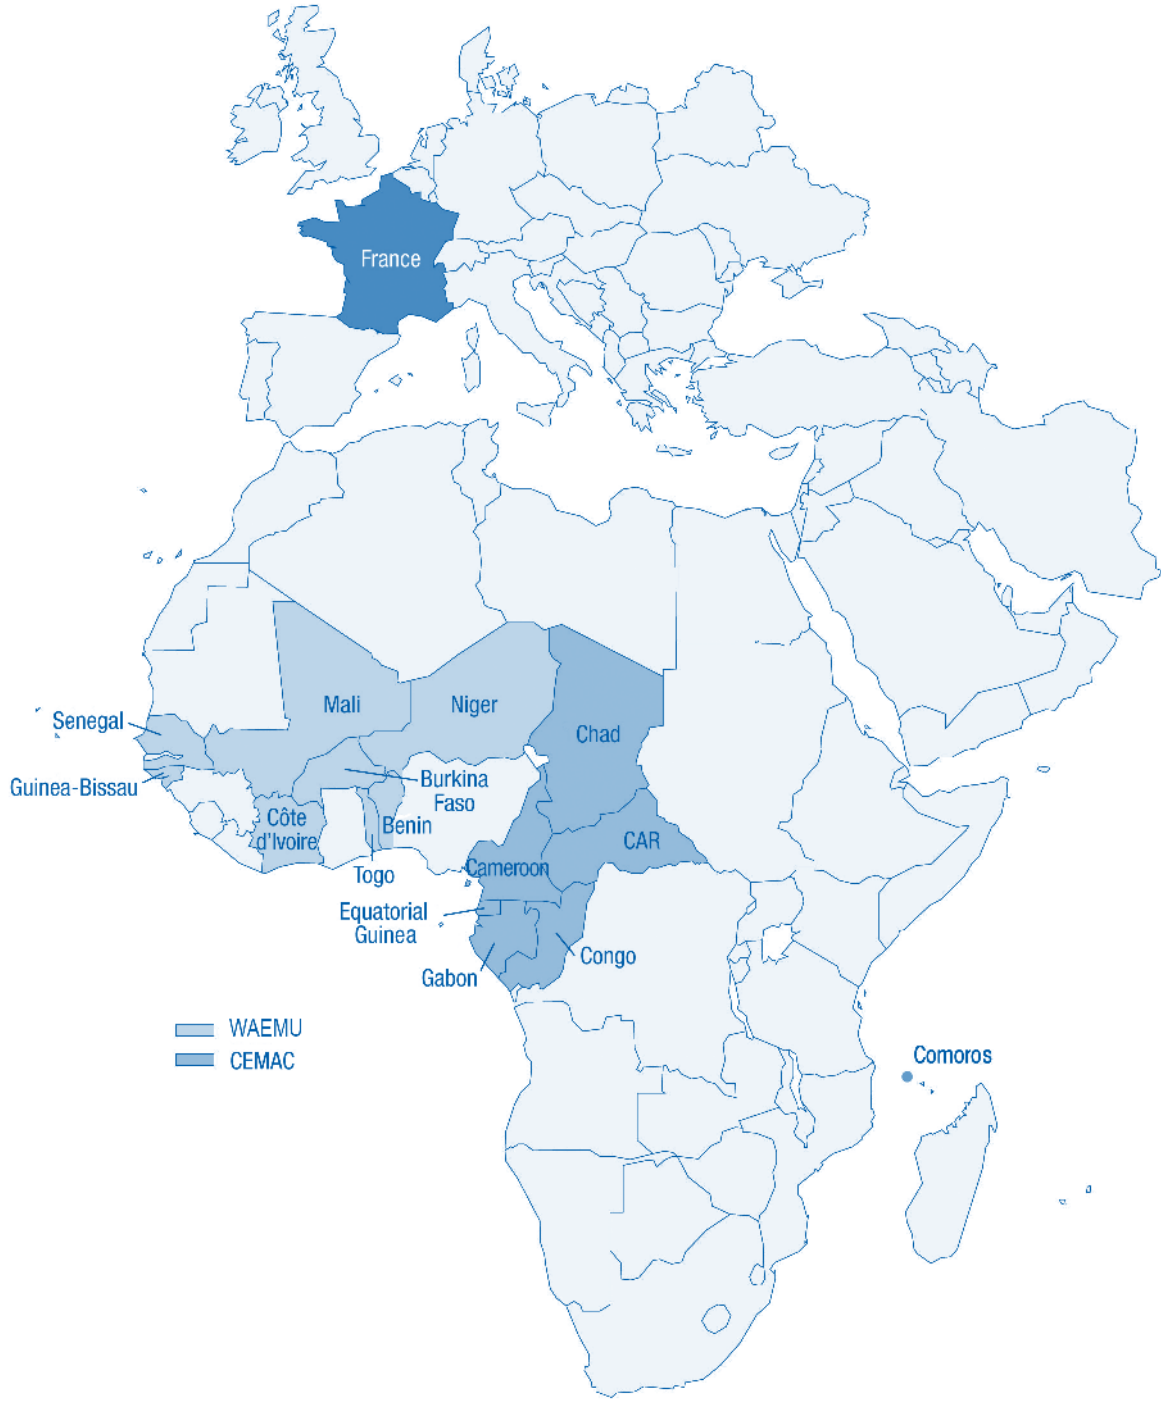 France
Mali
Niger
Senegal
Chad
Guinea-Bissau
Burkina
Faso
Côte
d'Ivoire
Benin
CAR
Cameroon
Togo
Equatorial
Guinea
Congo
Gabon
WAEMU
CEMAC
Comoros